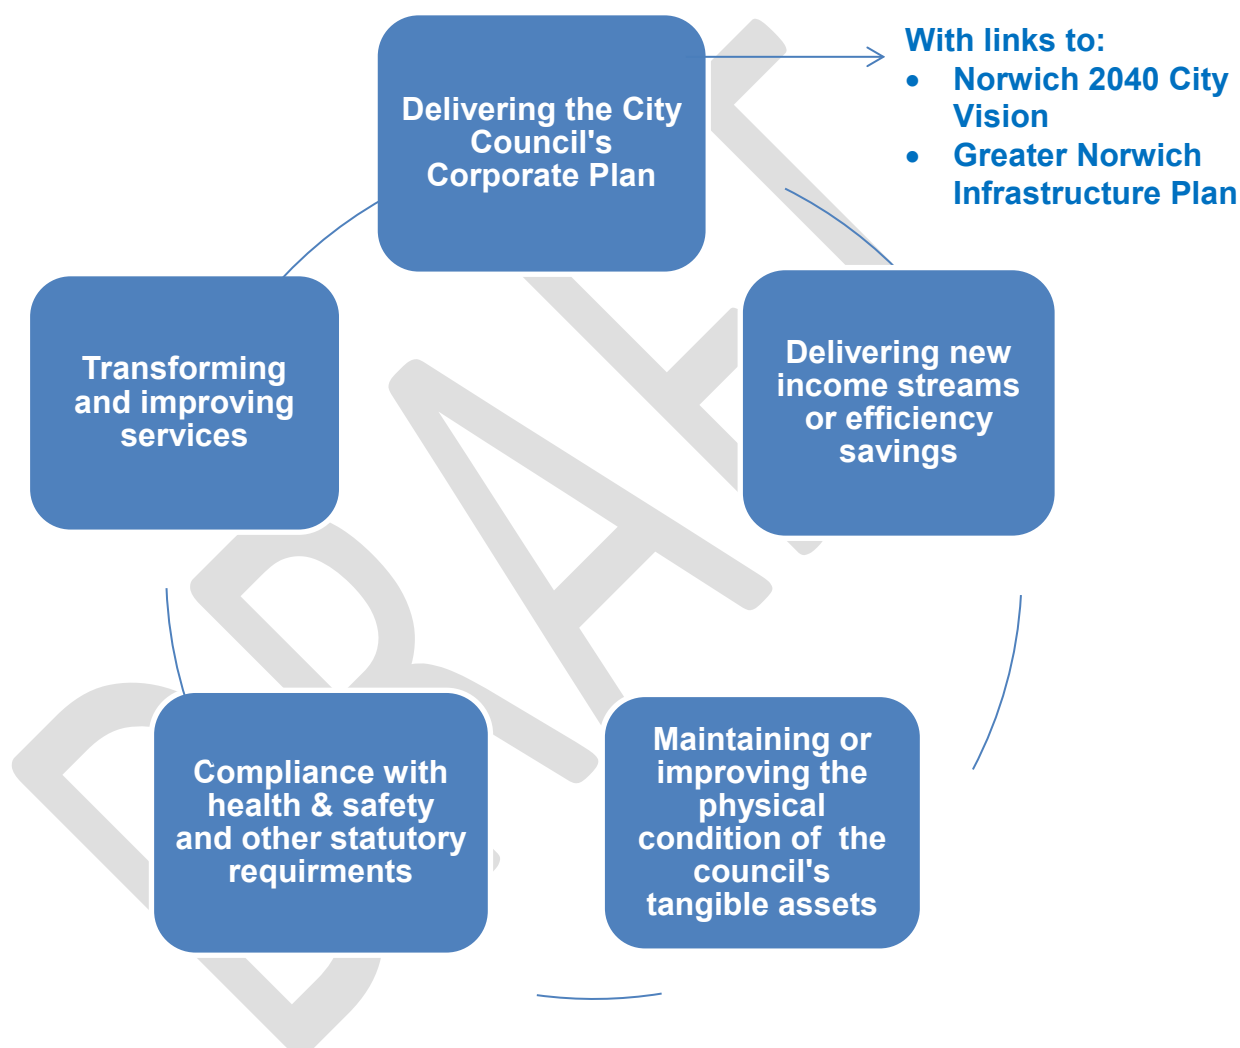 Delivering the City
Council's
Corporate Plan
With links to:
• Norwich 2040 City
Vision
• Greater Norwich
Infrastructure Plan
Transforming
and improving
services
Delivering new
income streams
or efficiency
savings
Compliance with
health & safety
and other statutory
requirments
Maintaining or
improving the
physical
condition of  the
council's
tangible assets
DRAFT